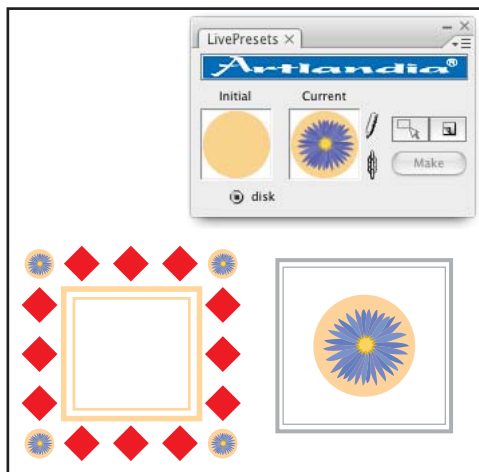 LivePresets ×
Artlandia®
Initial Current
Make
disk